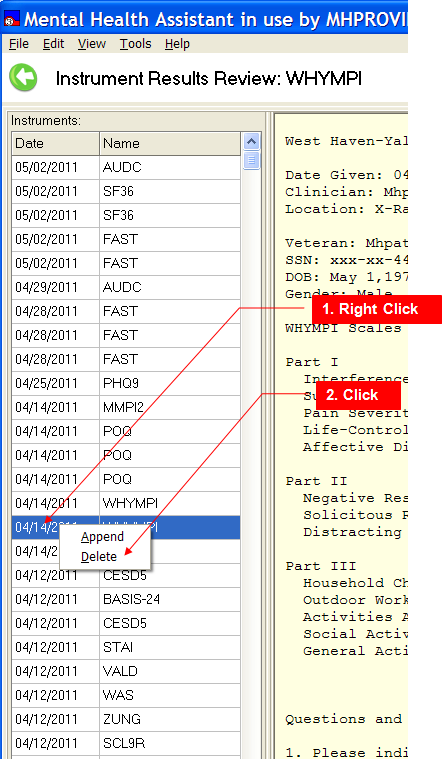 Mental Health Assistant in use by MHPROVI
File Edit View Tools Help
Instrument Results Review: WHYMPI
Instruments:
Date Name
05/02/2011 AUDC
05/02/2011 SF36
05/02/2011 SF36
05/02/2011 FAST
05/02/2011 FAST
04/29/2011 AUDC
04/28/2011 FAST
04/28/2011 FAST
04/28/2011 FAST
04/25/2011 PHQ9
04/14/2011 MMPI2
04/14/2011 POQ
04/14/2011 POQ
04/14/2011 POQ
04/14/2011 WHYMPI
04/14/2011 WHYMPI
04/14/2
04/12/2011 CESD5
04/12/2011 BASIS-24
04/12/2011 CESD5
04/12/2011 STAI
04/12/2011 VALD
04/12/2011 WAS
04/12/2011 ZUNG
04/12/2011 SCL9R
Append
Delete
West Haven-Yal
Date Given: 04
Clinician: Mhp
Location: X-Ra
Veteran: Mhpat
SSN: xxx-xx-44
DOB: May 1,197
Gender: Male
1. Right Click
WHYMPI Scales
Part I
Interference
2. Click
Su
Pain Severit
Life-Control
Affective Di
Part II
Negative Res
Solicitous R
Distracting
Part III
Household Ch
Outdoor Work
Activities A
Social Activ
General Acti
Questions and
1. Please indi